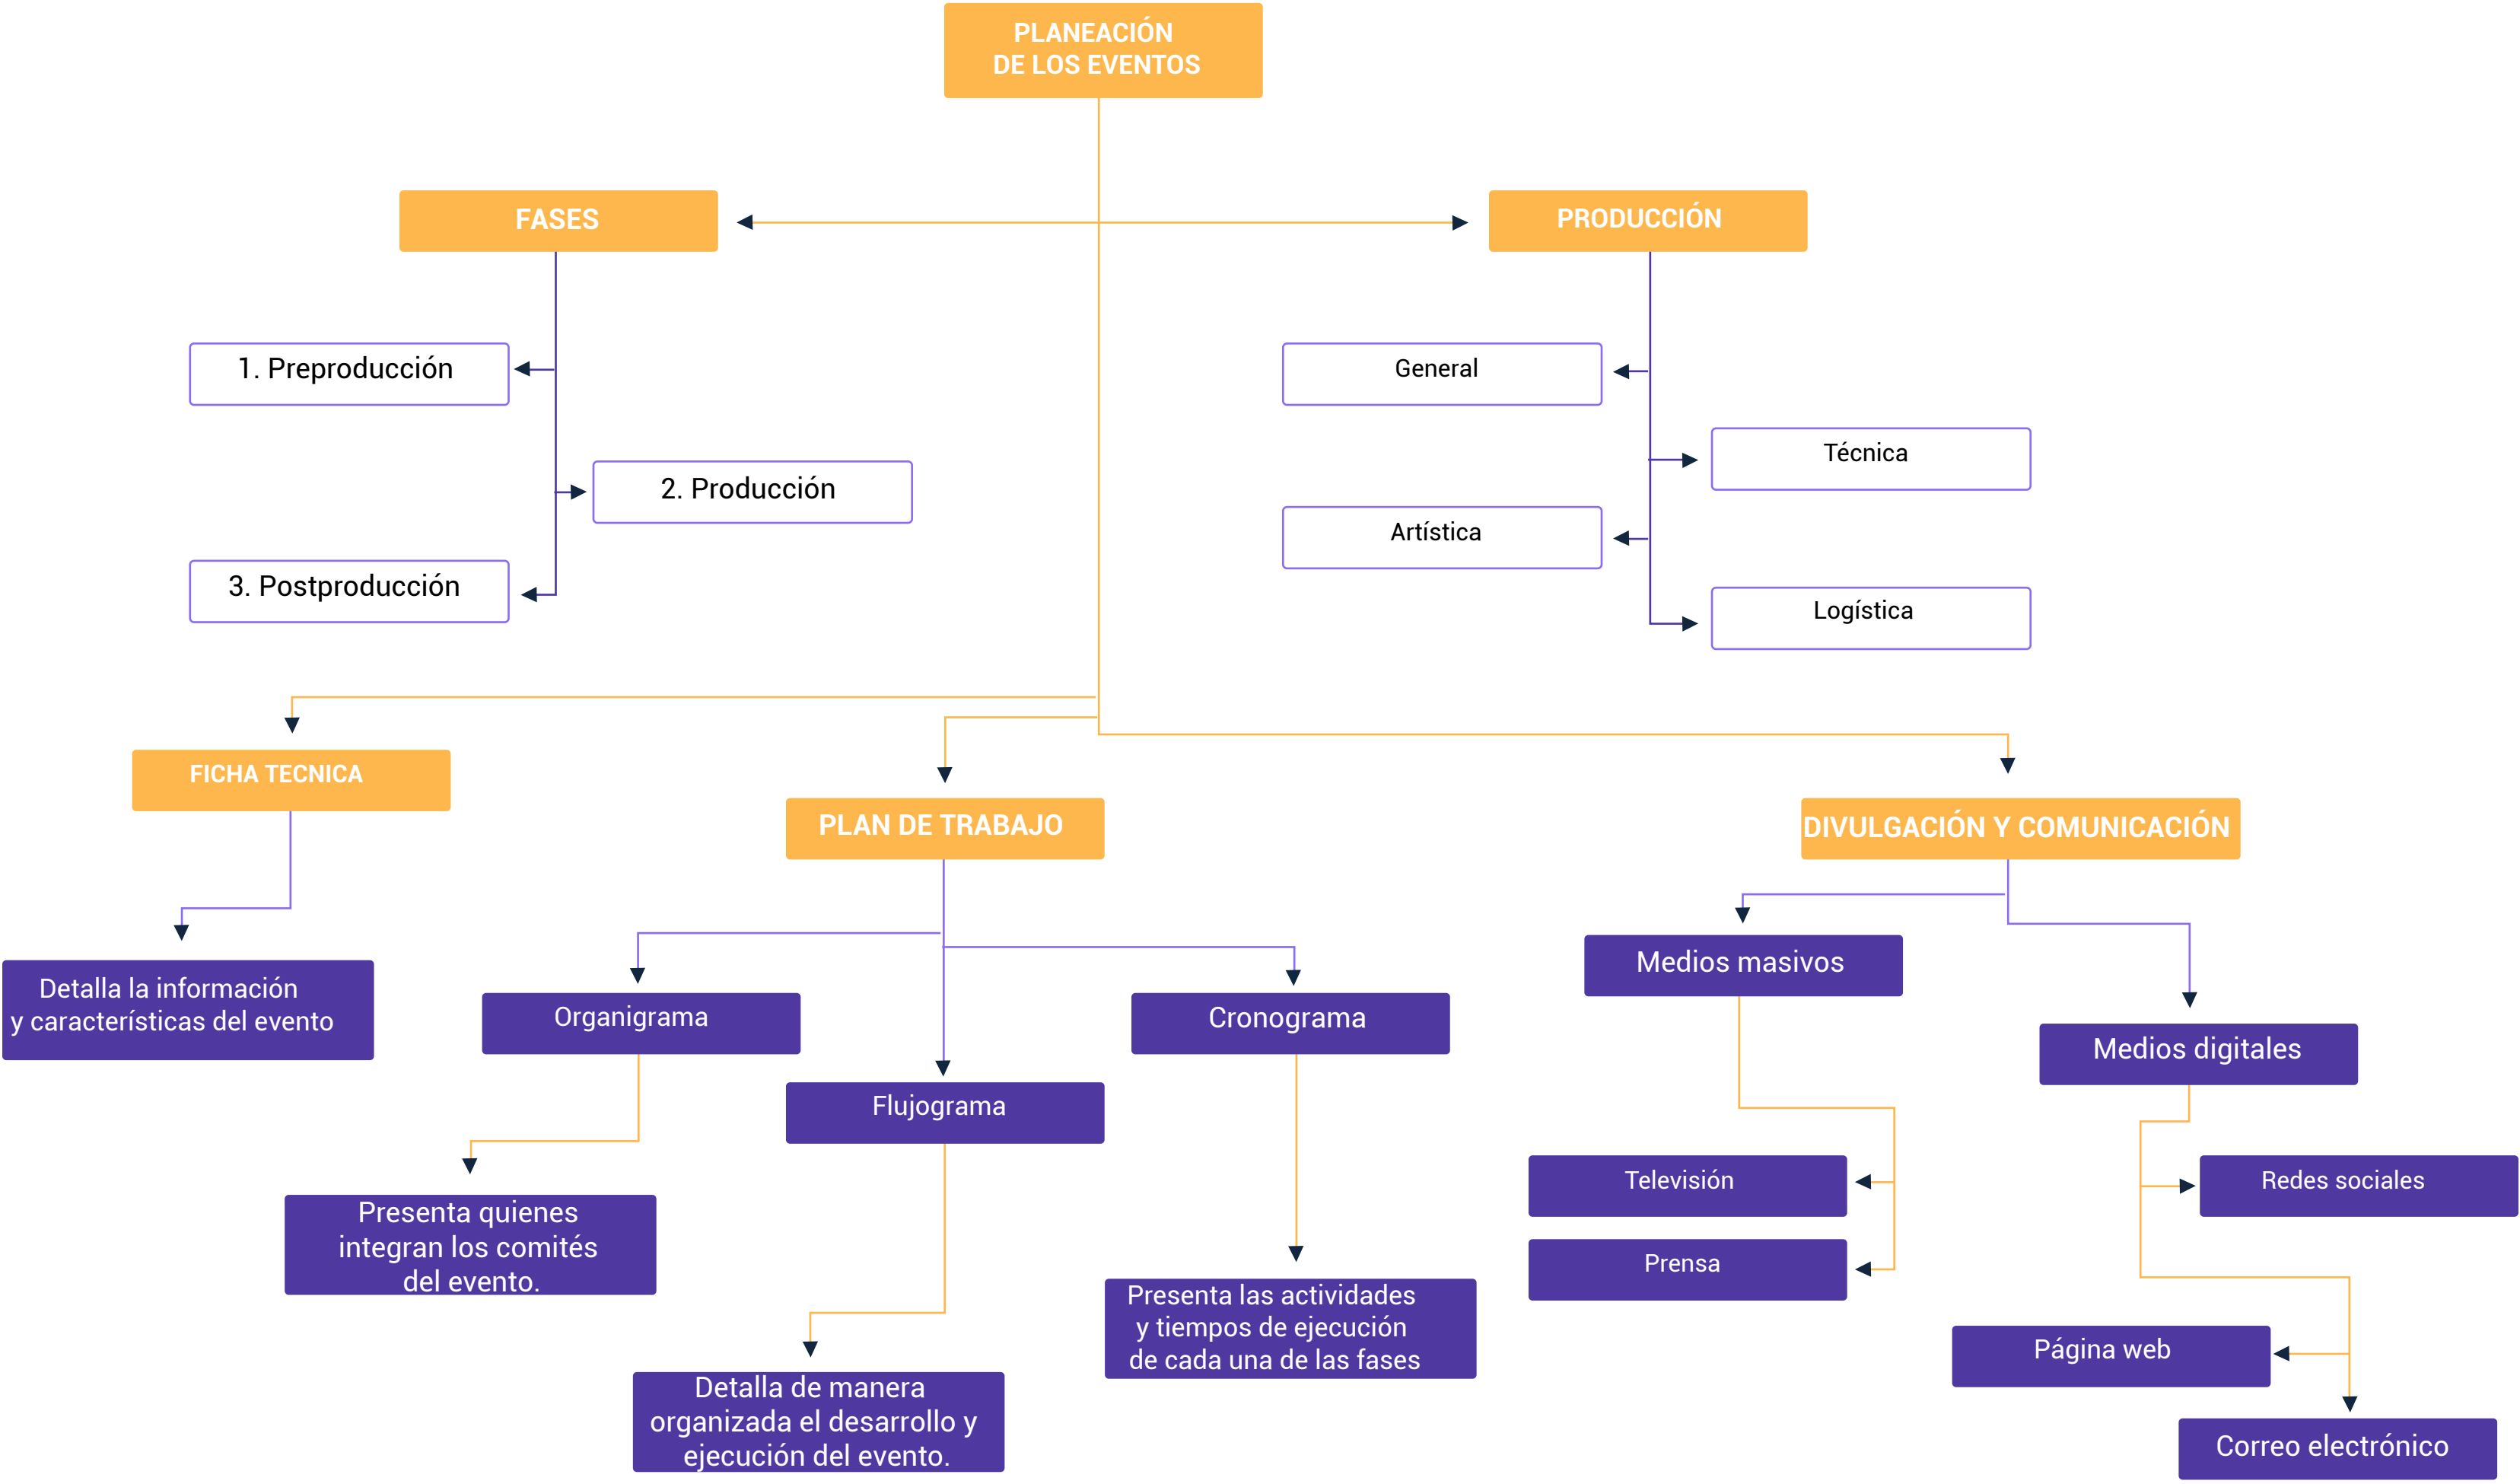 PLANEACIÓN
DE LOS EVENTOS
FASES
PRODUCCIÓN
1. Preproducción
2. Producción
3. Postproducción
General
Técnica
Artística
Logística
FICHA TECNICA
Detalla la información
y características del evento
PLAN DE TRABAJO
Organigrama
Presenta quienes
integran los comités
del evento.
Flujograma
Detalla de manera
organizada el desarrollo y
ejecución del evento.
Cronograma
Presenta las actividades
y tiempos de ejecución
de cada una de las fases
DIVULGACIÓN Y COMUNICACIÓN
Medios masivos
Televisión
Prensa
Medios digitales
Redes sociales
Página web
Correo electrónico